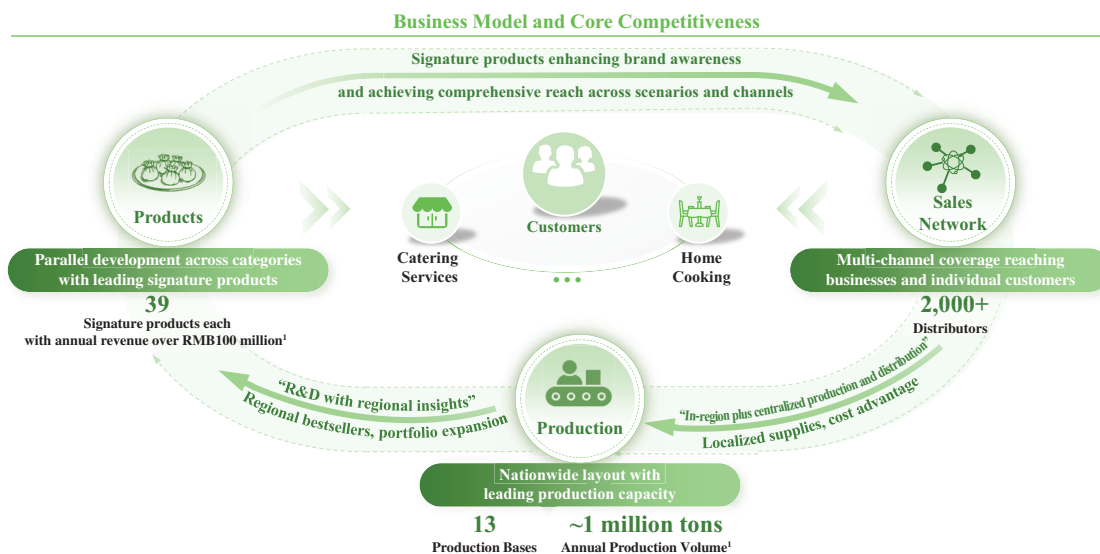 Business Model and Core Competitiveness
Signature products enhancing brand awareness
and achieving comprehensive reach across scenarios and channels
Products
Parallel development across categories
with leading signature products
39
Signature products each
with annual revenue over RMB100 million¹
Customers
Catering
Services
Home
Cooking
Sales
Network
Multi-channel coverage reaching
businesses and individual customers
2,000+
Distributors
“In-region plus centralized production and distribution”
Localized supplies, cost advantage
“R&D with regional insights”
Regional bestsellers, portfolio expansion
Production
Nationwide layout with
leading production capacity
13
Production Bases
~1 million tons
Annual Production Volume¹